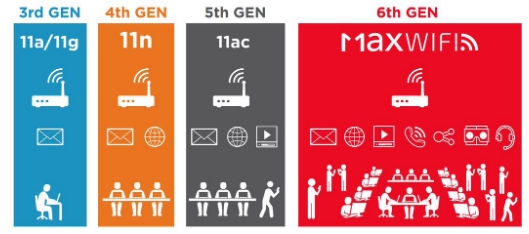 3rd GEN
11a/11g
4th GEN
11n
5th GEN
11ac
6th GEN
MAXWIFI